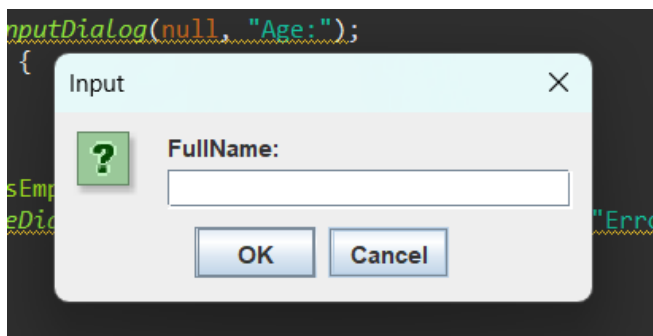 nputDialog(null, "Age:");
{
Input
?
FullName:
sEmp
eDia
"Erro
OK
Cancel